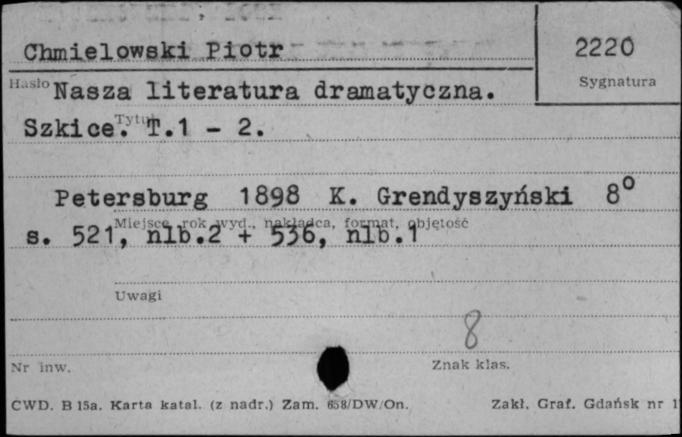 Chmielowski Piotr
2220
Hasło
Sygnatura
Nasza literatura dramatyczna.
Tytuł
Szkice. T.1 - 2.
Petersburg 1898 K. Grendyszyński 8°
Miejsce, rok wyd., nakładca, format, objętość
s. 521, nlb.2 + 536, nlb.1
Uwagi
8
Nr inw.
Znak klas.
CWD. B 15a. Karta katal. (z nadr.) Zam. 658/DW/On.
Zakł. Graf. Gdańsk nr 1